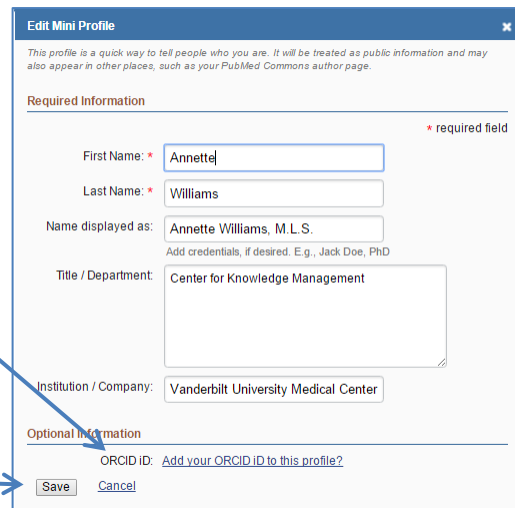 Edit Mini Profile
This profile is a quick way to tell people who you are. It will be treated as public information and may
also appear in other places, such as your PubMed Commons author page.
Required Information
* required field
First Name: * Annette
Last Name: * Williams
Name displayed as: Annette Williams, M.L.S.
Add credentials, if desired. E.g., Jack Doe, PhD
Title / Department: Center for Knowledge Management
Institution / Company: Vanderbilt University Medical Center
Optional Information
ORCID iD: Add your ORCID iD to this profile?
Save Cancel